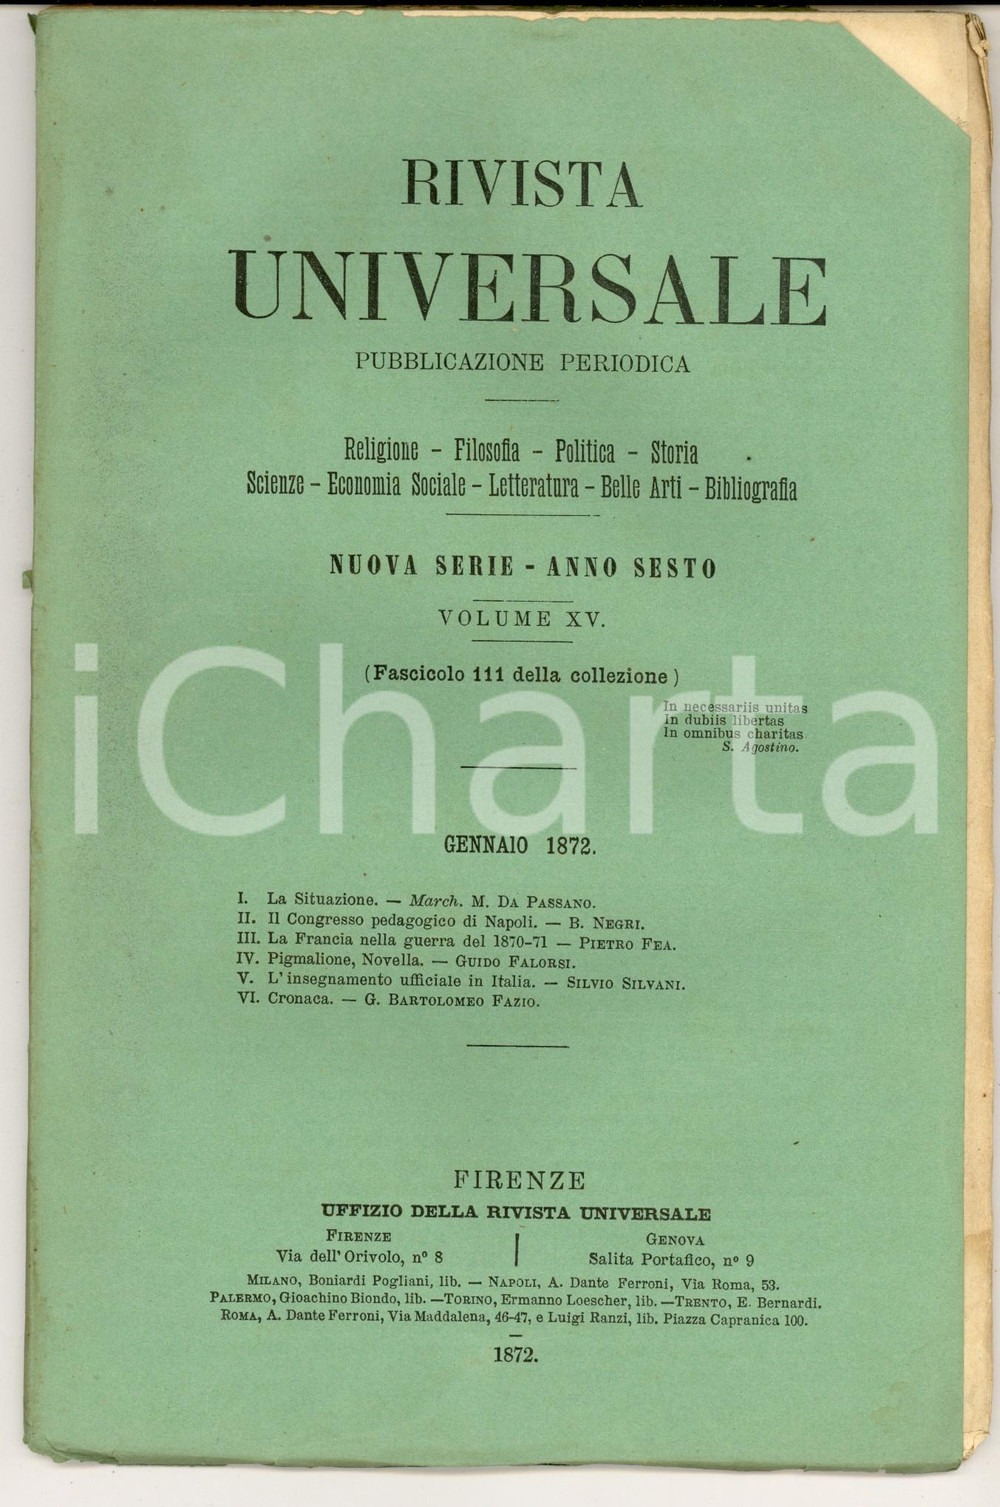 RIVISTA
UNIVERSALE
PUBBLICAZIONE PERIODICA
Religione – Filosofia – Politica – Storia
Scienze – Economia Sociale – Letteratura – Belle Arti – Bibliografia
NUOVA SERIE - ANNO SESTO
VOLUME XV.
(Fascicolo 111 della collezione)
In necessariis unitas
In dubiis libertas
In omnibus charitas
S. Agostino.
iCharta
GENNAIO 1872.
I. La Situazione. — March. M. DA PASSANO.
II. Il Congresso pedagogico di Napoli. — B. NEGRI.
III. La Francia nella guerra del 1870-71 — PIETRO FEA.
IV. Pigmalione, Novella. — GUIDO FALORSI.
V. L' insegnamento ufficiale in Italia. — SILVIO SILVANI.
VI. Cronaca. — G. BARTOLOMEO FAZIO.
FIRENZE
UFFIZIO DELLA RIVISTA UNIVERSALE
FIRENZE GENOVA
Via dell' Orivolo, nº 8 Salita Portafico, nº 9
MILANO, Boniardi Pogliani, lib. — NAPOLI, A. Dante Ferroni, Via Roma, 53.
PALERMO, Gioachino Biondo, lib. —TORINO, Ermanno Loescher, lib. —TRENTO, E. Bernardi.
ROMA, A. Dante Ferroni, Via Maddalena, 46-47, e Luigi Ranzi, lib. Piazza Capranica 100.
1872.